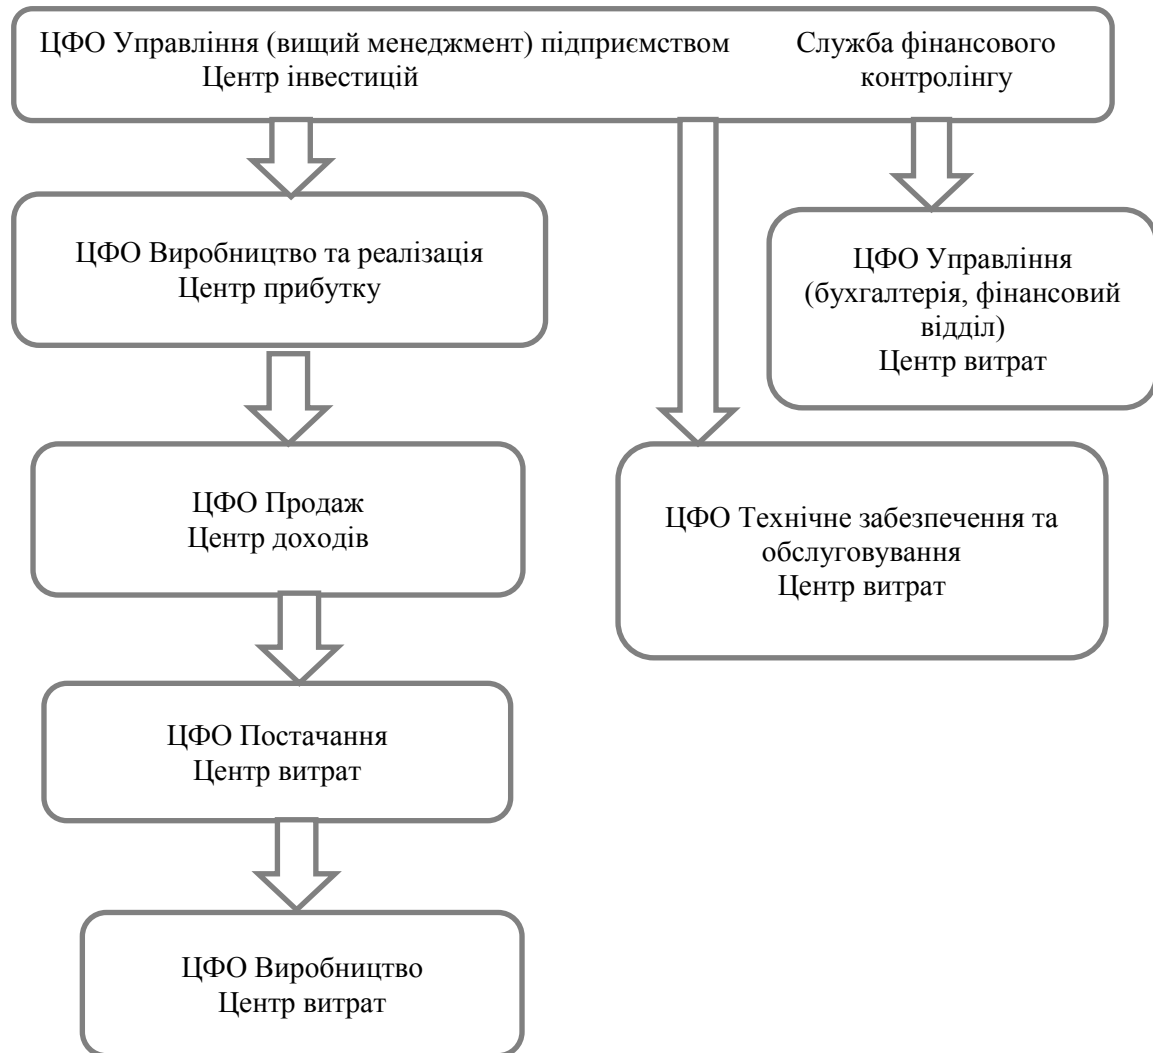 ЦФО Управління (вищий менеджмент) підприємством Служба фінансового
Центр інвестицій контролінгу
ЦФО Виробництво та реалізація
Центр прибутку
ЦФО Управління
(бухгалтерія, фінансовий
відділ)
Центр витрат
ЦФО Продаж
Центр доходів
ЦФО Технічне забезпечення та
обслуговування
Центр витрат
ЦФО Постачання
Центр витрат
ЦФО Виробництво
Центр витрат